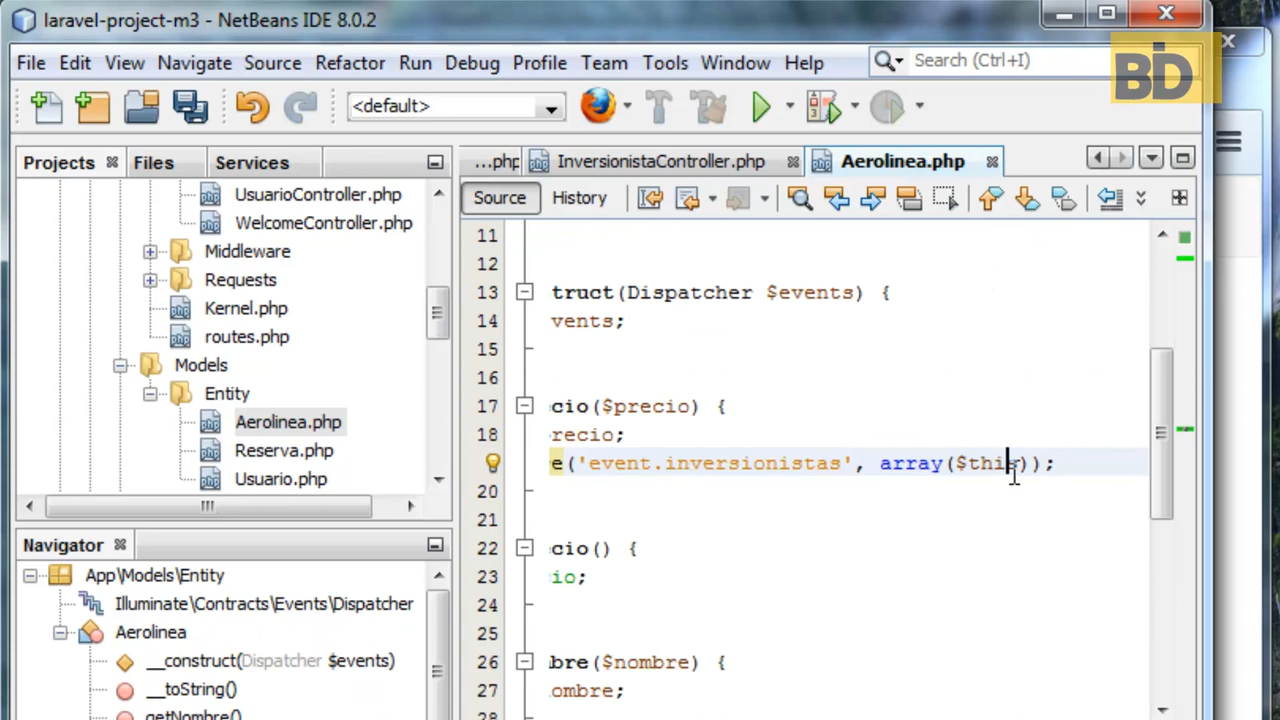 laravel-project-m3 - NetBeans IDE 8.0.2
BD
File Edit View Navigate Source Refactor Run Debug Profile Team Tools Window Help
Search (Ctrl+I)
<default>
Projects Files Services
...php InversionistaController.php Aerolinea.php
Source History
UsuarioController.php
WelcomeController.php
Middleware
Requests
Kernel.php
routes.php
Models
Entity
Aerolinea.php
Reserva.php
Usuario.php
Navigator
App\Models\Entity
Illuminate\Contracts\Events\Dispatcher
Aerolinea
__construct(Dispatcher $events)
__toString()
getNombre()
11
12
13 truct(Dispatcher $events) {
14 vents;
15
16
17 cio($precio) {
18 recio;
e('event.inversionistas', array($this));
20
21
22 cio() {
23 io;
24
25
26 bre($nombre) {
27 ombre;
28